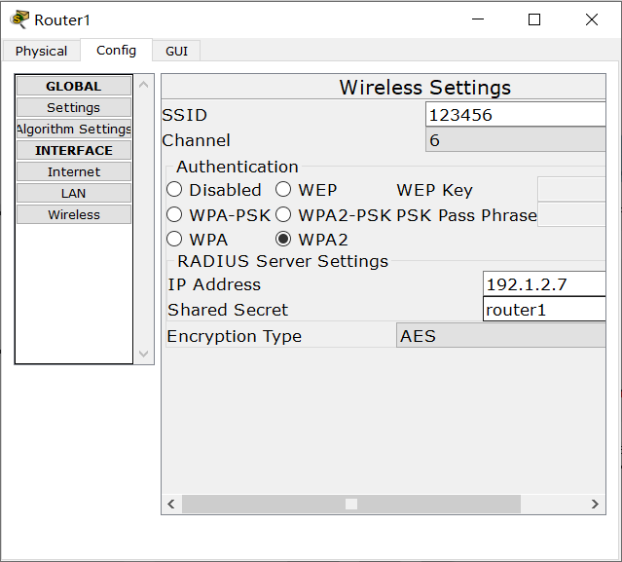 Router1
Physical Config GUI
GLOBAL
Settings
Algorithm Settings
INTERFACE
Internet
LAN
Wireless
Wireless Settings
SSID 123456
Channel 6
Authentication
Disabled WEP WEP Key
WPA-PSK WPA2-PSK PSK Pass Phrase
WPA WPA2
RADIUS Server Settings
IP Address 192.1.2.7
Shared Secret router1
Encryption Type AES